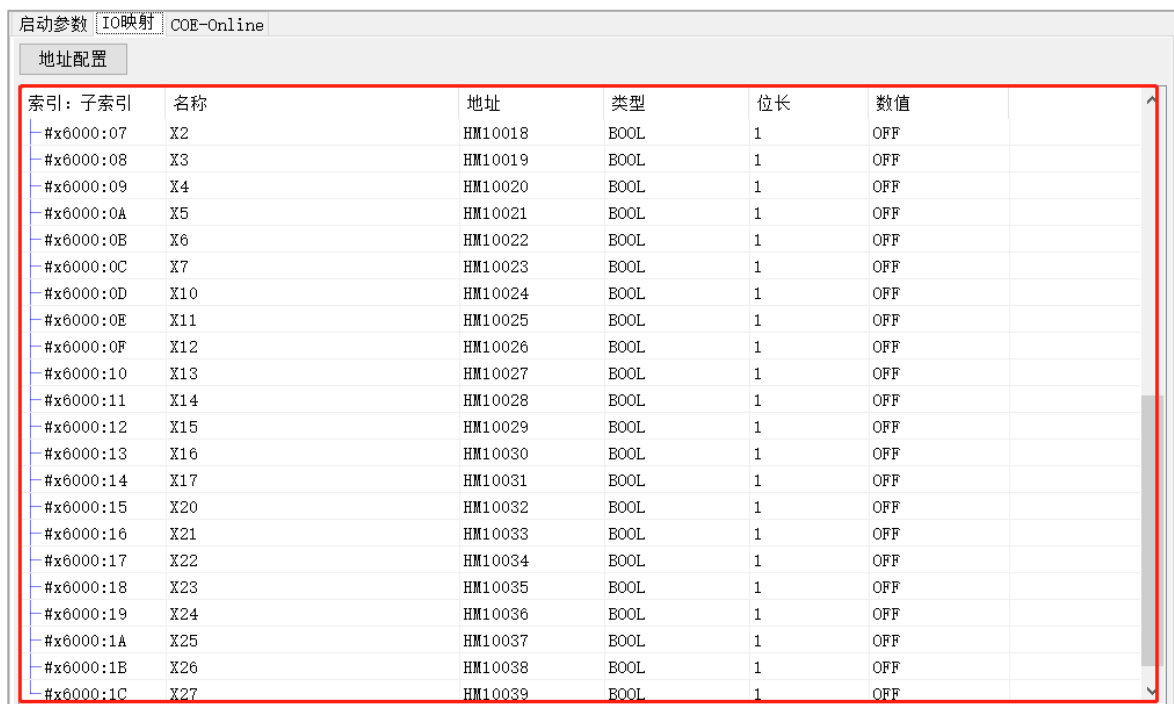 启动参数 IO映射 COE-Online
地址配置
索引: 子索引 名称 地址 类型 位长 数值
#x6000:07 X2 HM10018 BOOL 1 OFF
#x6000:08 X3 HM10019 BOOL 1 OFF
#x6000:09 X4 HM10020 BOOL 1 OFF
#x6000:0A X5 HM10021 BOOL 1 OFF
#x6000:0B X6 HM10022 BOOL 1 OFF
#x6000:0C X7 HM10023 BOOL 1 OFF
#x6000:0D X10 HM10024 BOOL 1 OFF
#x6000:0E X11 HM10025 BOOL 1 OFF
#x6000:0F X12 HM10026 BOOL 1 OFF
#x6000:10 X13 HM10027 BOOL 1 OFF
#x6000:11 X14 HM10028 BOOL 1 OFF
#x6000:12 X15 HM10029 BOOL 1 OFF
#x6000:13 X16 HM10030 BOOL 1 OFF
#x6000:14 X17 HM10031 BOOL 1 OFF
#x6000:15 X20 HM10032 BOOL 1 OFF
#x6000:16 X21 HM10033 BOOL 1 OFF
#x6000:17 X22 HM10034 BOOL 1 OFF
#x6000:18 X23 HM10035 BOOL 1 OFF
#x6000:19 X24 HM10036 BOOL 1 OFF
#x6000:1A X25 HM10037 BOOL 1 OFF
#x6000:1B X26 HM10038 BOOL 1 OFF
#x6000:1C X27 HM10039 BOOL 1 OFF